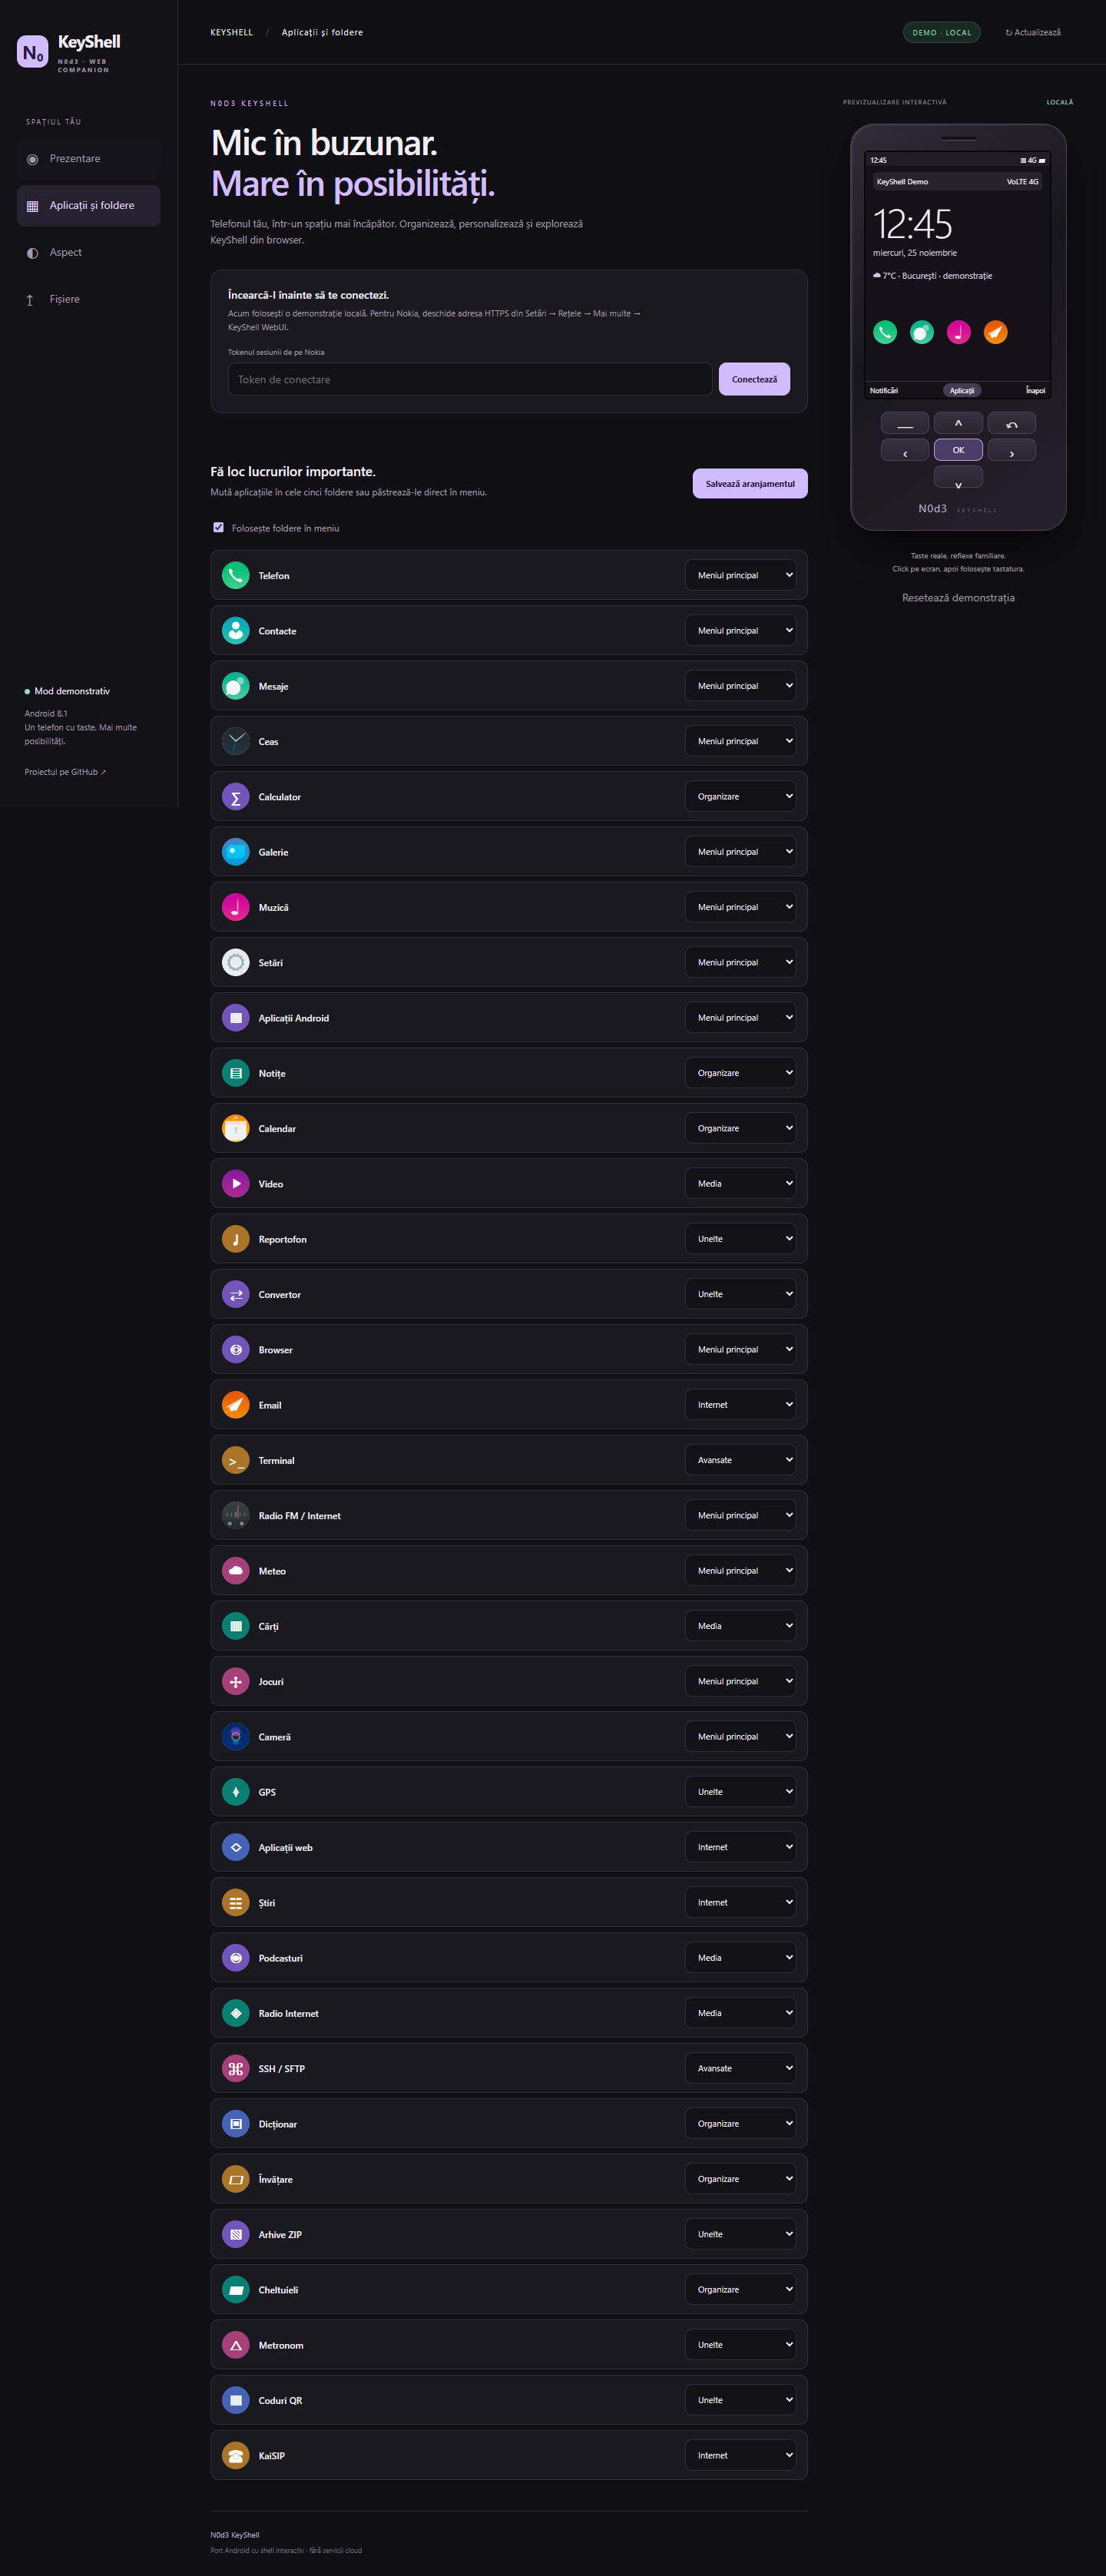 N₀
KeyShell
N0d3 · WEB
COMPANION
SPAȚIUL TĂU
Prezentare
Aplicații și foldere
Aspect
Fișiere
Mod demonstrativ
Android 8.1
Un telefon cu taste. Mai multe
posibilități.
Proiectul pe GitHub ↗
KEYSHELL / Aplicații și foldere
DEMO · LOCAL
↻ Actualizează
N0D3 KEYSHELL
Mic în buzunar.
Mare în posibilități.
Telefonul tău, într-un spațiu mai încăpător. Organizează, personalizează și explorează
KeyShell din browser.
Încearcă-l înainte să te conectezi.
Acum folosești o demonstrație locală. Pentru Nokia, deschide adresa HTTPS din Setări → Rețele → Mai multe →
KeyShell WebUI.
Tokenul sesiunii de pe Nokia
Token de conectare
Conectează
Fă loc lucrurilor importante.
Mută aplicațiile în cele cinci foldere sau păstrează-le direct în meniu.
Salvează aranjamentul
Folosește foldere în meniu
Telefon Meniul principal
Contacte Meniul principal
Mesaje Meniul principal
Ceas Meniul principal
Calculator Organizare
Galerie Meniul principal
Muzică Meniul principal
Setări Meniul principal
Aplicații Android Meniul principal
Notițe Organizare
Calendar Organizare
Video Media
Reportofon Unelte
Convertor Unelte
Browser Meniul principal
Email Internet
Terminal Avansate
Radio FM / Internet Meniul principal
Meteo Meniul principal
Cărți Media
Jocuri Meniul principal
Cameră Meniul principal
GPS Unelte
Aplicații web Internet
Știri Internet
Podcasturi Media
Radio Internet Media
SSH / SFTP Avansate
Dicționar Organizare
Învățare Organizare
Arhive ZIP Unelte
Cheltuieli Organizare
Metronom Unelte
Coduri QR Unelte
KaiSIP Internet
N0d3 KeyShell
Port Android cu shell interactiv · fără servicii cloud
PREVIZUALIZARE INTERACTIVĂ
LOCALĂ
12:45
4G
KeyShell Demo
VoLTE 4G
12:45
miercuri, 25 noiembrie
7°C · București · demonstrație
Notificări
Aplicații
Înapoi
OK
N0d3 KEYSHELL
Taste reale, reflexe familiare.
Click pe ecran, apoi folosește tastatura.
Resetează demonstrația